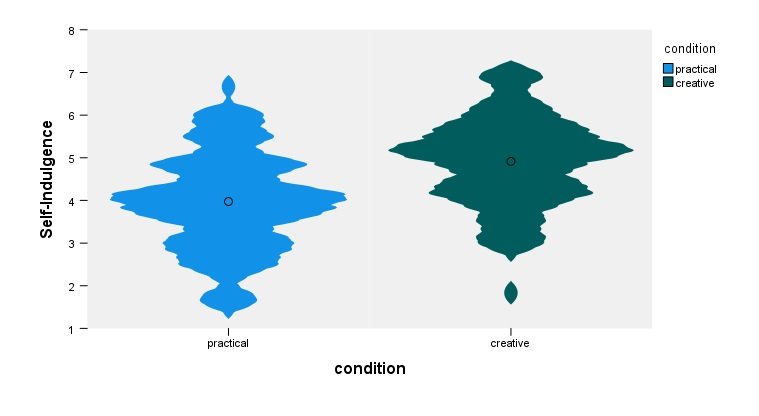 8
7
6
5
4
3
2
1
Self-Indulgence
practical
creative
condition
condition
practical
creative